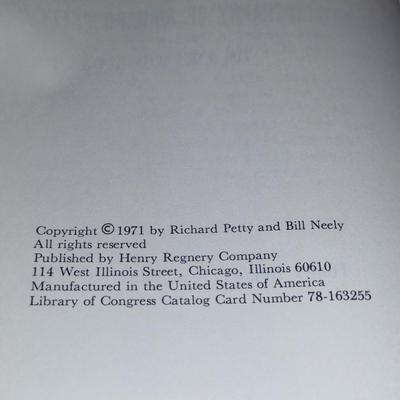 Copyright © 1971 by Richard Petty and Bill Neely
All rights reserved
Published by Henry Regnery Company
114 West Illinois Street, Chicago, Illinois 60610
Manufactured in the United States of America
Library of Congress Catalog Card Number 78-163255